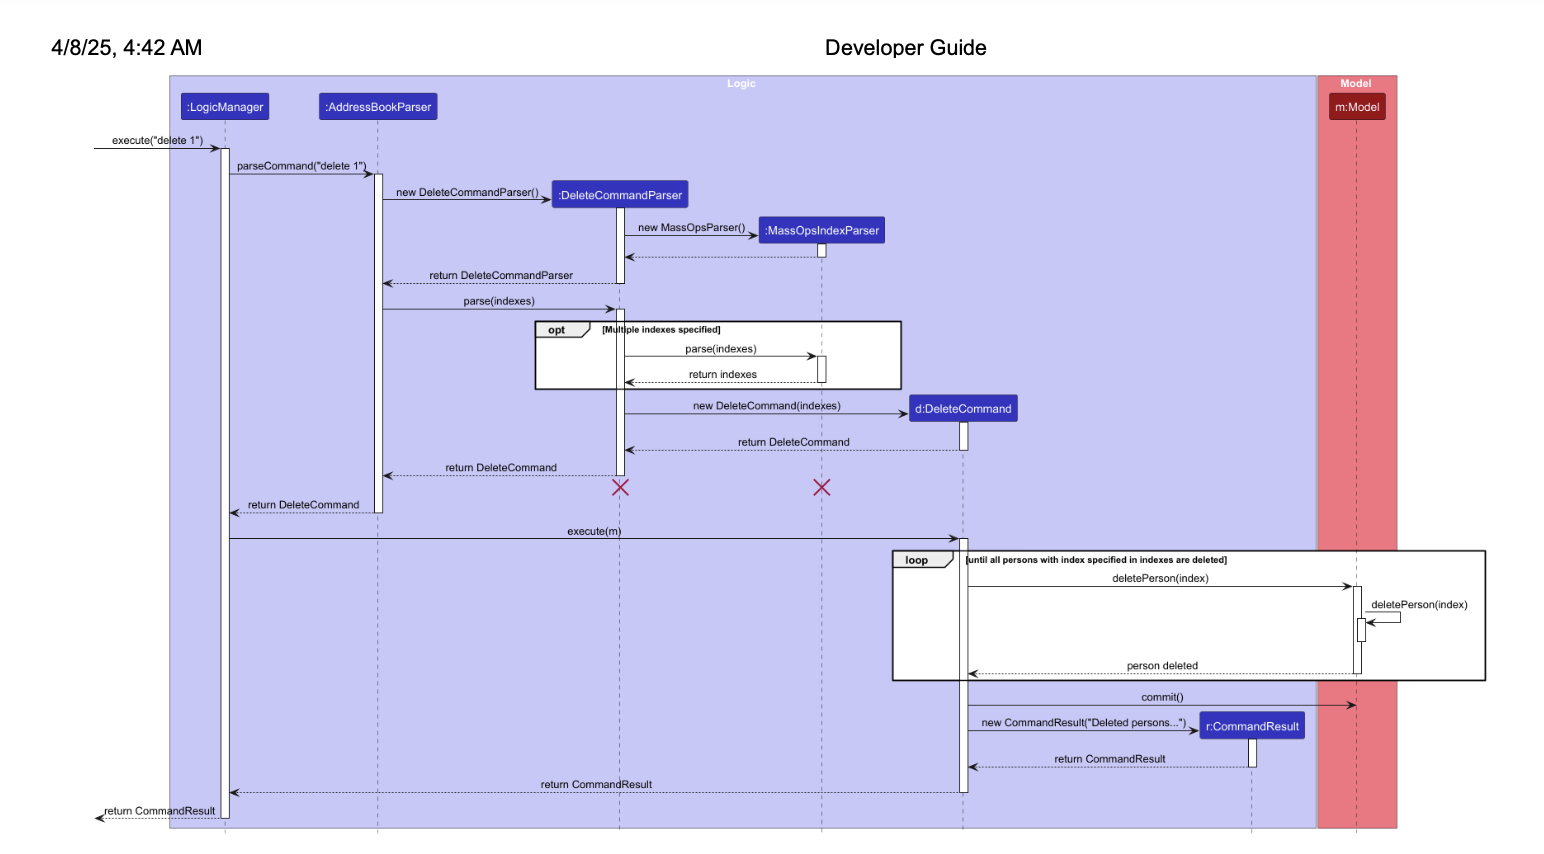 4/8/25, 4:42 AM
Developer Guide
Logic
Model
:LogicManager
:AddressBookParser
m:Model
execute("delete 1")
parseCommand("delete 1")
new DeleteCommandParser()
:DeleteCommandParser
new MassOpsParser()
:MassOpsIndexParser
return DeleteCommandParser
parse(indexes)
opt
[Multiple indexes specified]
parse(indexes)
return indexes
new DeleteCommand(indexes)
d:DeleteCommand
return DeleteCommand
return DeleteCommand
return DeleteCommand
execute(m)
loop
[until all persons with index specified in indexes are deleted]
deletePerson(index)
deletePerson(index)
person deleted
commit()
new CommandResult("Deleted persons...")
r:CommandResult
return CommandResult
return CommandResult
return CommandResult